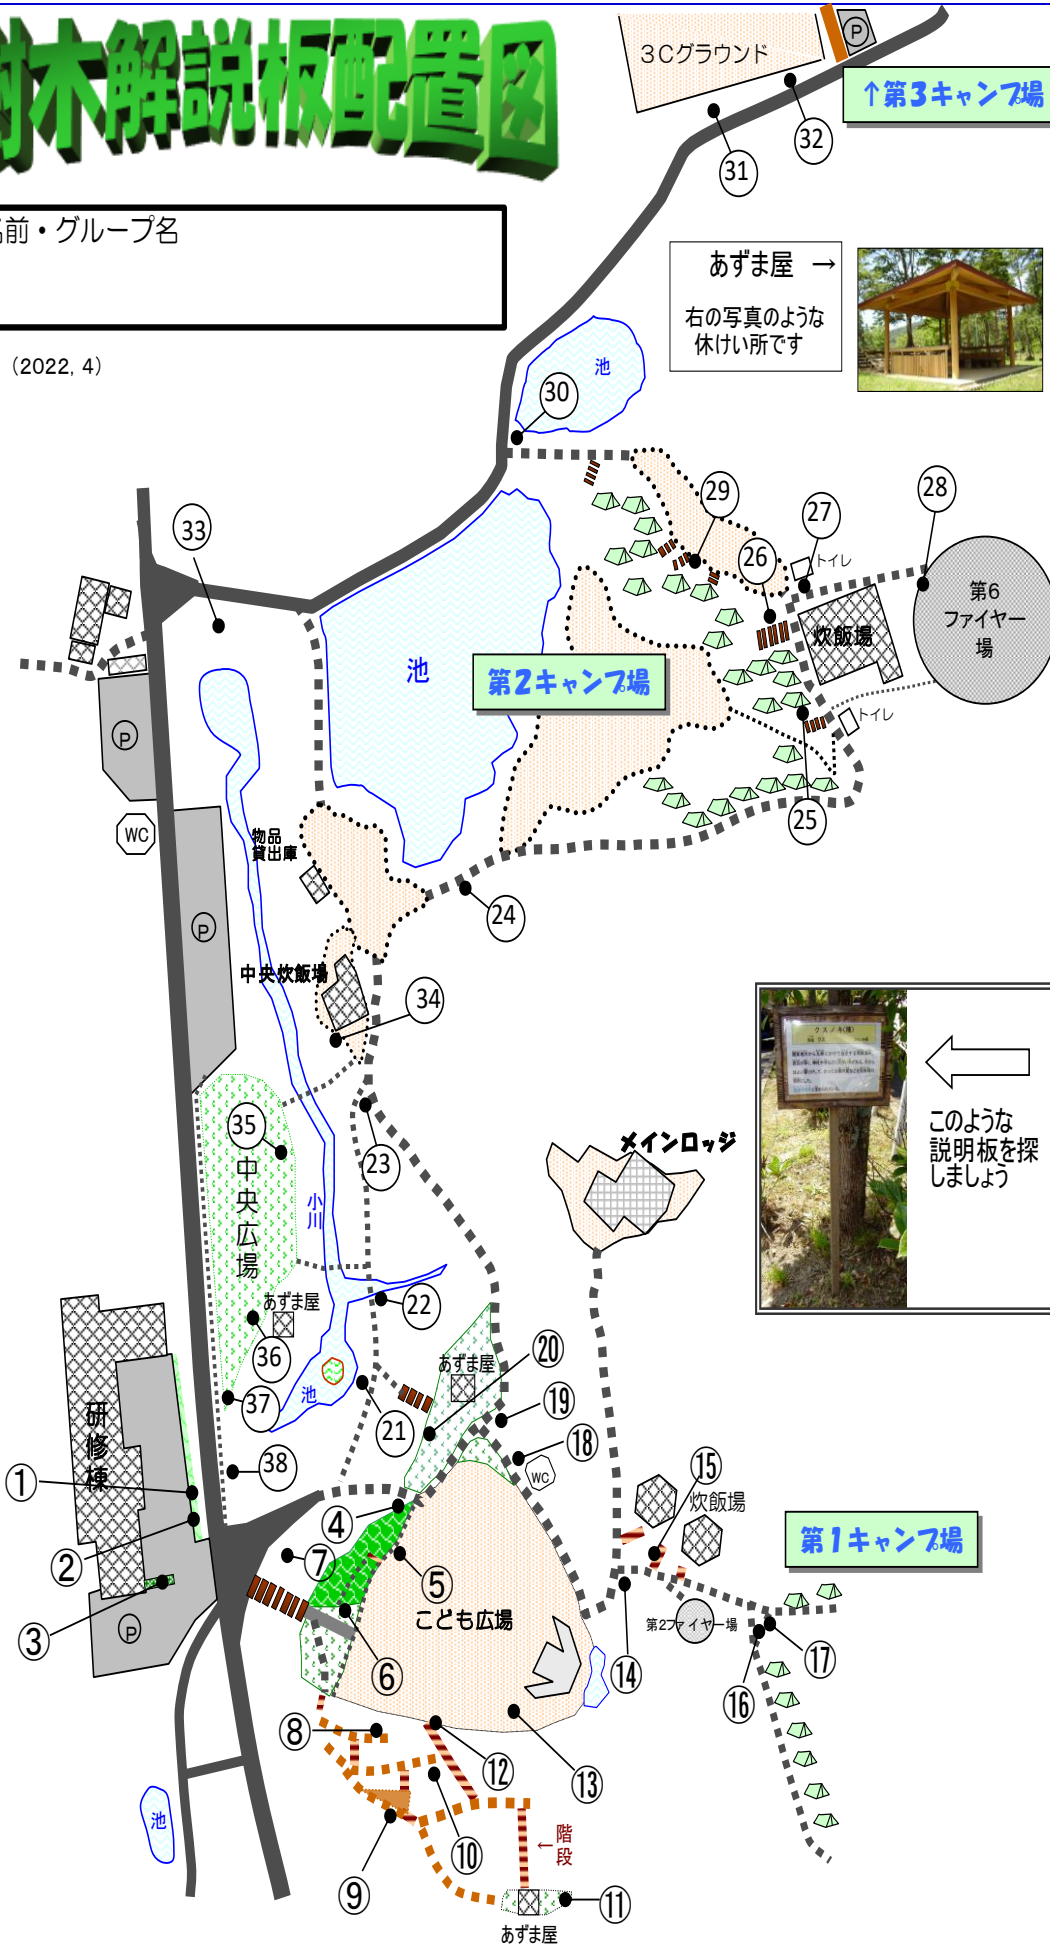 樹木解説板配置図
名前・グループ名
(2022, 4)
3Cグラウンド
P
↑第3キャンプ場
32
31
あずま屋 →
右の写真のような
休けい所です
池
30
29
28
27
トイレ
26
炊飯場
第6
ファイヤー
場
33
池
第2キャンプ場
トイレ
P
WC
25
物品
貸出庫
24
P
中央炊飯場
34
クスノキ(樟)
このような
説明板を探
しましょう
35
中央広場
23
メインロッジ
小川
22
あずま屋
36
あずま屋
20
37
池
21
19
18
WC
研修棟
38
15
炊飯場
①
②
③
P
④
⑦
⑤
こども広場
⑥
第1キャンプ場
第2ファイヤー場
⑭
⑰
⑯
⑧
⑫
⑬
池
⑩
⑨
←階段
⑪
あずま屋